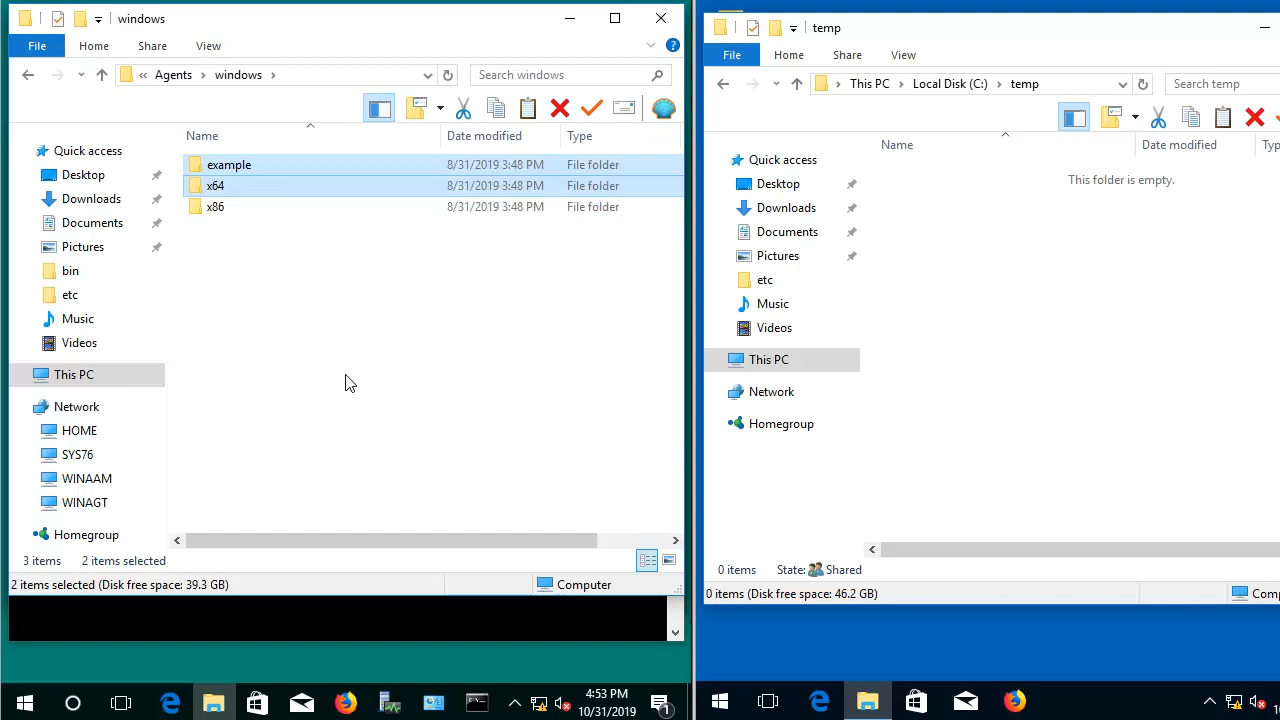 windows
File
Home
Share
View
?
«
Agents
windows
Search windows
Name
Date modified
Type
Quick access
Desktop
Downloads
Documents
Pictures
bin
etc
Music
Videos
This PC
Network
HOME
SYS76
WINAAM
WINAGT
Homegroup
example
8/31/2019 3:48 PM
File folder
x64
8/31/2019 3:48 PM
File folder
x86
8/31/2019 3:48 PM
File folder
3 items
2 items selected
2 items selected (Disk free space: 39.3 GB)
Computer
4:53 PM
10/31/2019
1
temp
File
Home
Share
View
This PC
Local Disk (C:)
temp
Search temp
Name
Date modified
This folder is empty.
Quick access
Desktop
Downloads
Documents
Pictures
etc
Music
Videos
This PC
Network
Homegroup
0 items
State:
Shared
0 items (Disk free space: 46.2 GB)